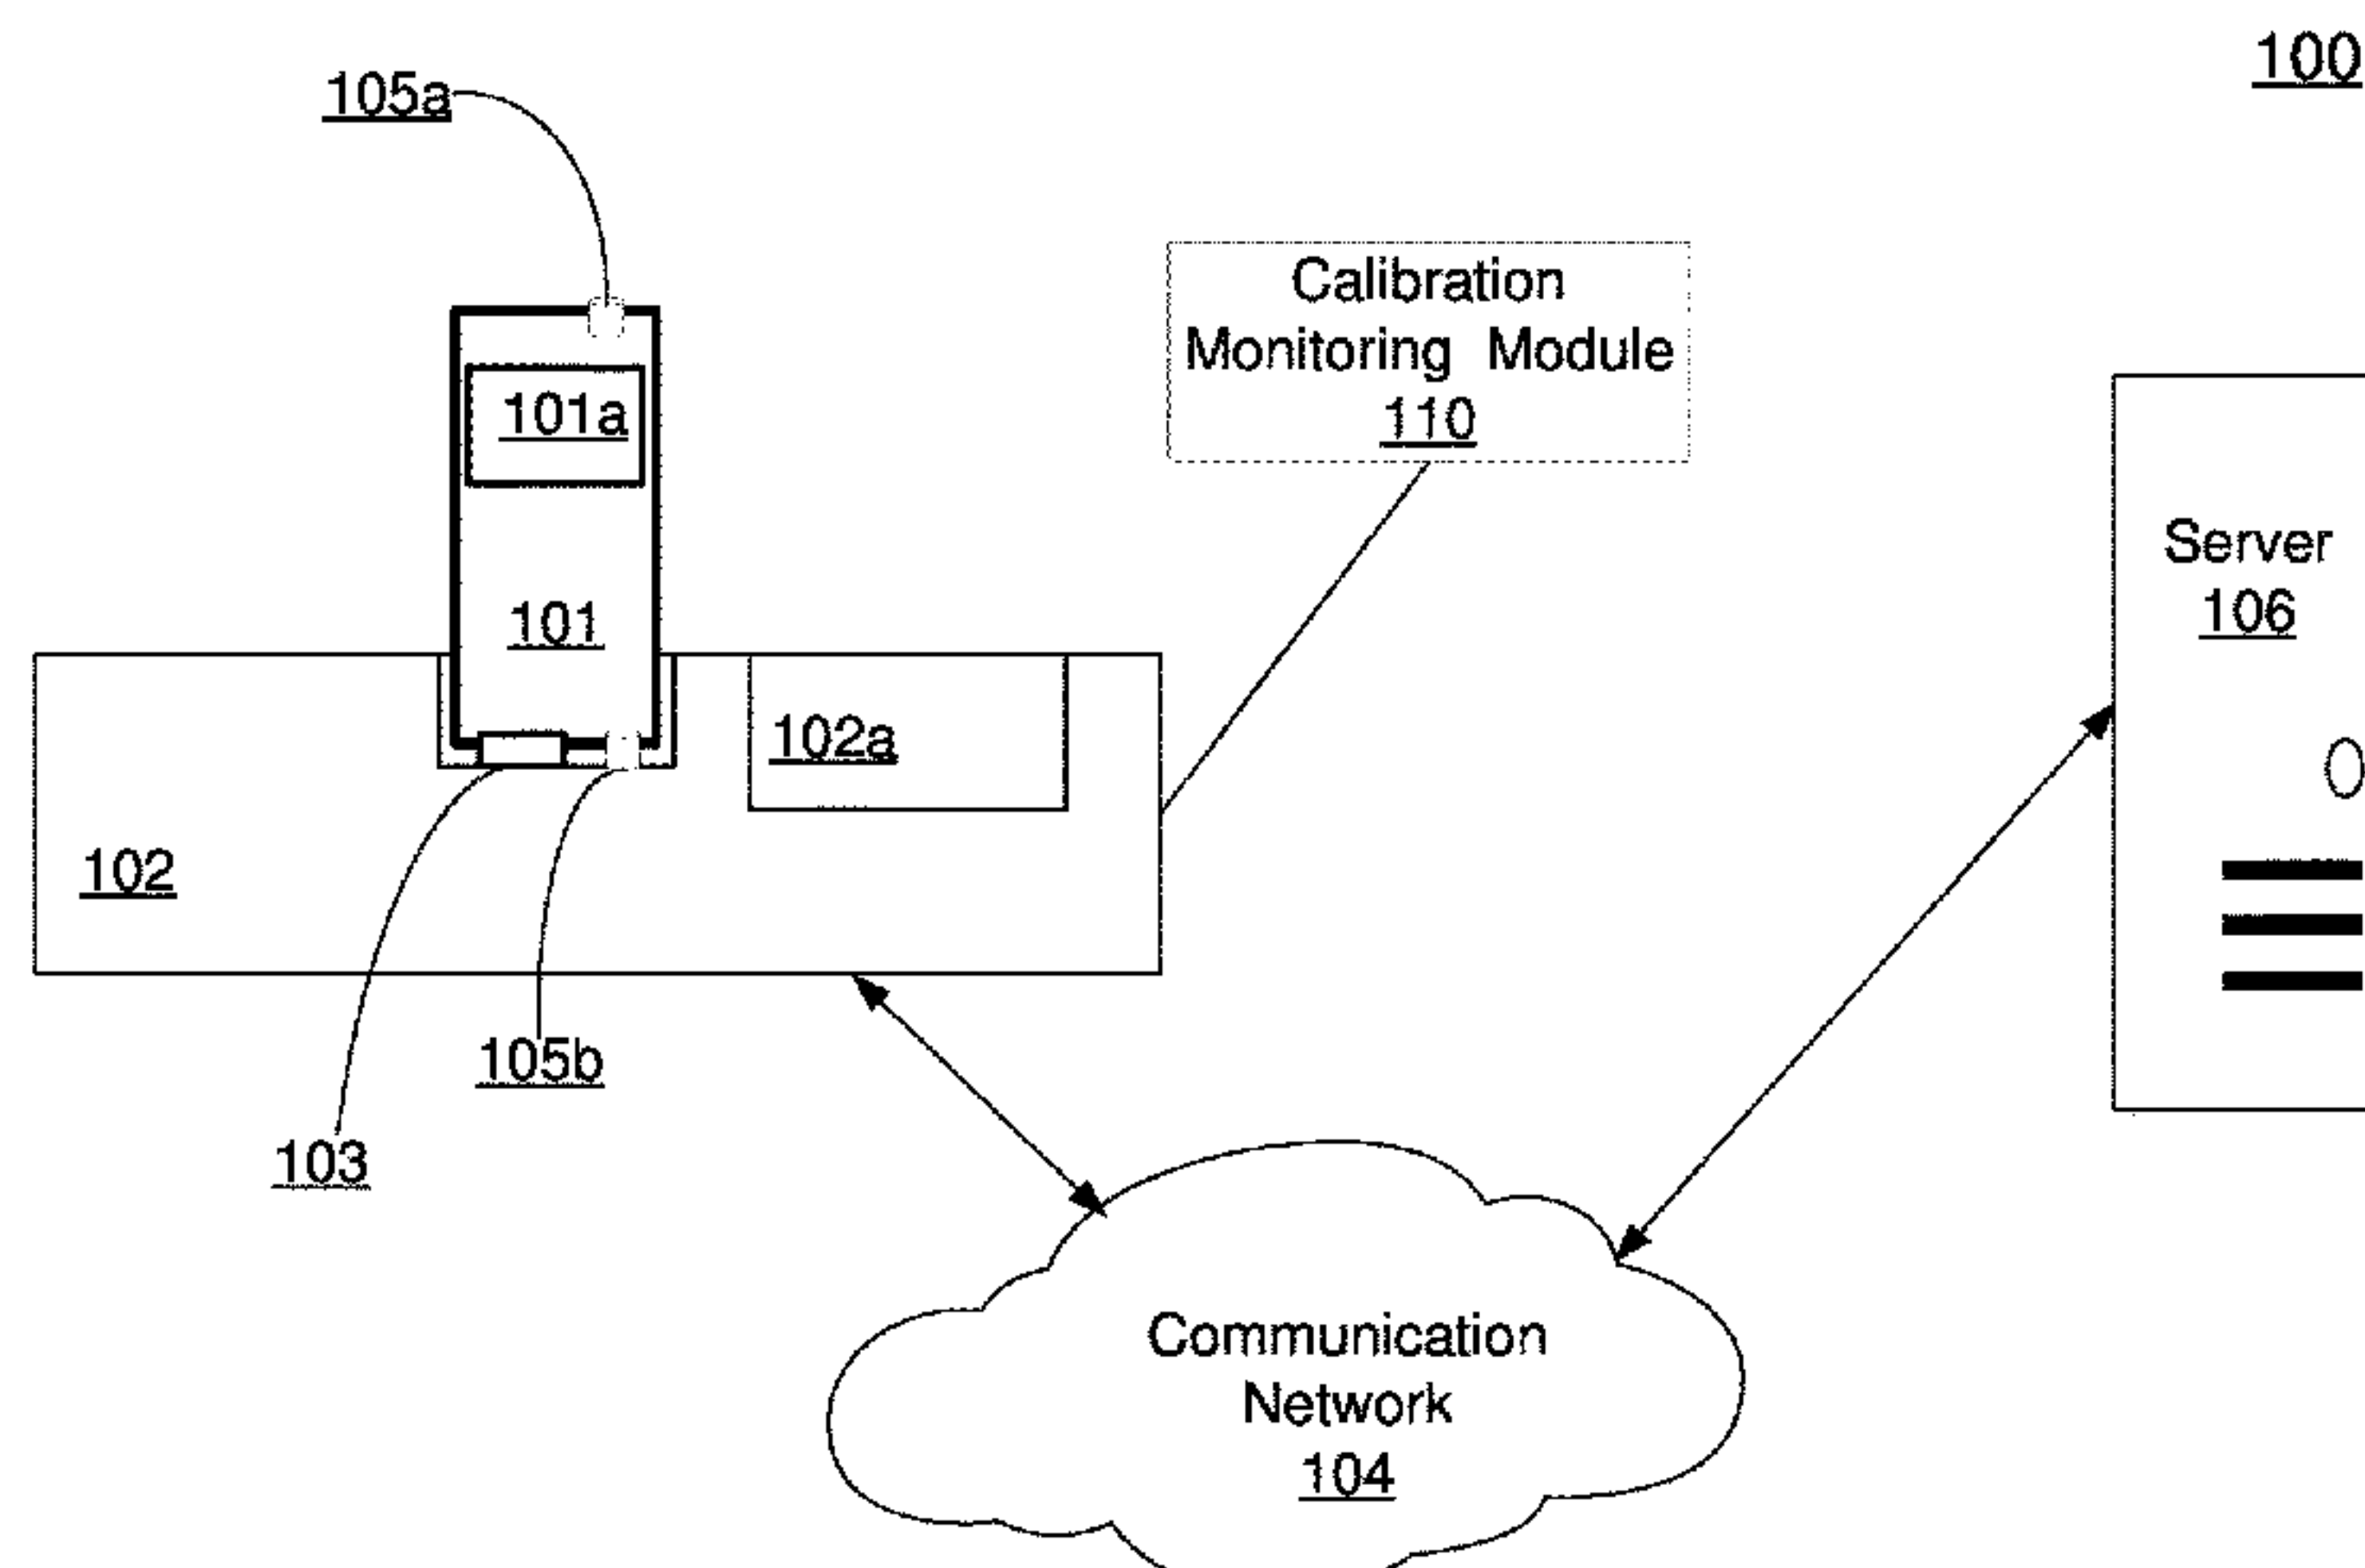 100
105a
Calibration
Monitoring Module
110
101a
Server
106
101
102a
102
105b
103
Communication
Network
104